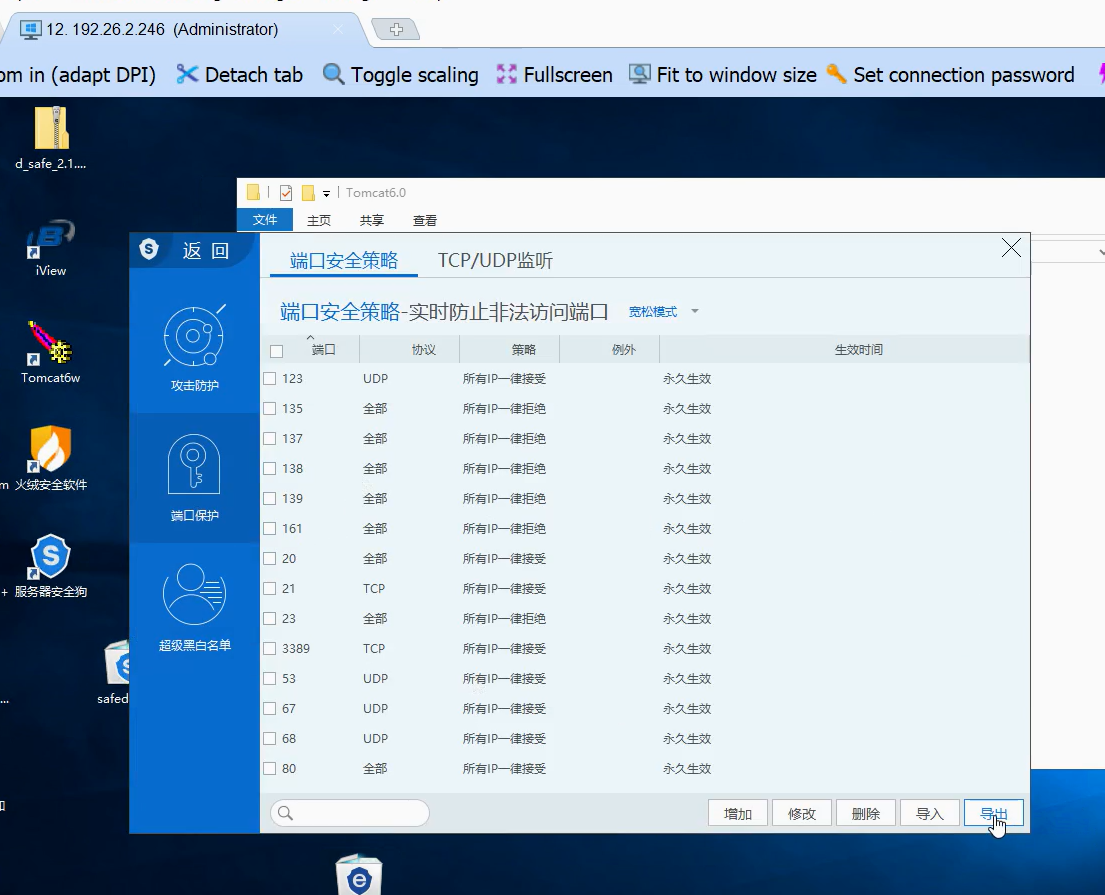 12. 192.26.2.246 (Administrator)
om in (adapt DPI) Detach tab Toggle scaling Fullscreen Fit to window size Set connection password
d_safe_2.1....
iView
Tomcat6w
火绒安全软件
服务器安全狗
safed
Tomcat6.0
文件 主页 共享 查看
返回
攻击防护
端口保护
超级黑白名单
端口安全策略 TCP/UDP监听
端口安全策略-实时防止非法访问端口 宽松模式
端口 协议 策略 例外 生效时间
123 UDP 所有IP一律接受 永久生效
135 全部 所有IP一律拒绝 永久生效
137 全部 所有IP一律拒绝 永久生效
138 全部 所有IP一律拒绝 永久生效
139 全部 所有IP一律拒绝 永久生效
161 全部 所有IP一律拒绝 永久生效
20 全部 所有IP一律接受 永久生效
21 TCP 所有IP一律接受 永久生效
23 全部 所有IP一律接受 永久生效
3389 TCP 所有IP一律接受 永久生效
53 UDP 所有IP一律接受 永久生效
67 UDP 所有IP一律接受 永久生效
68 UDP 所有IP一律接受 永久生效
80 全部 所有IP一律接受 永久生效
增加 修改 删除 导入 导出